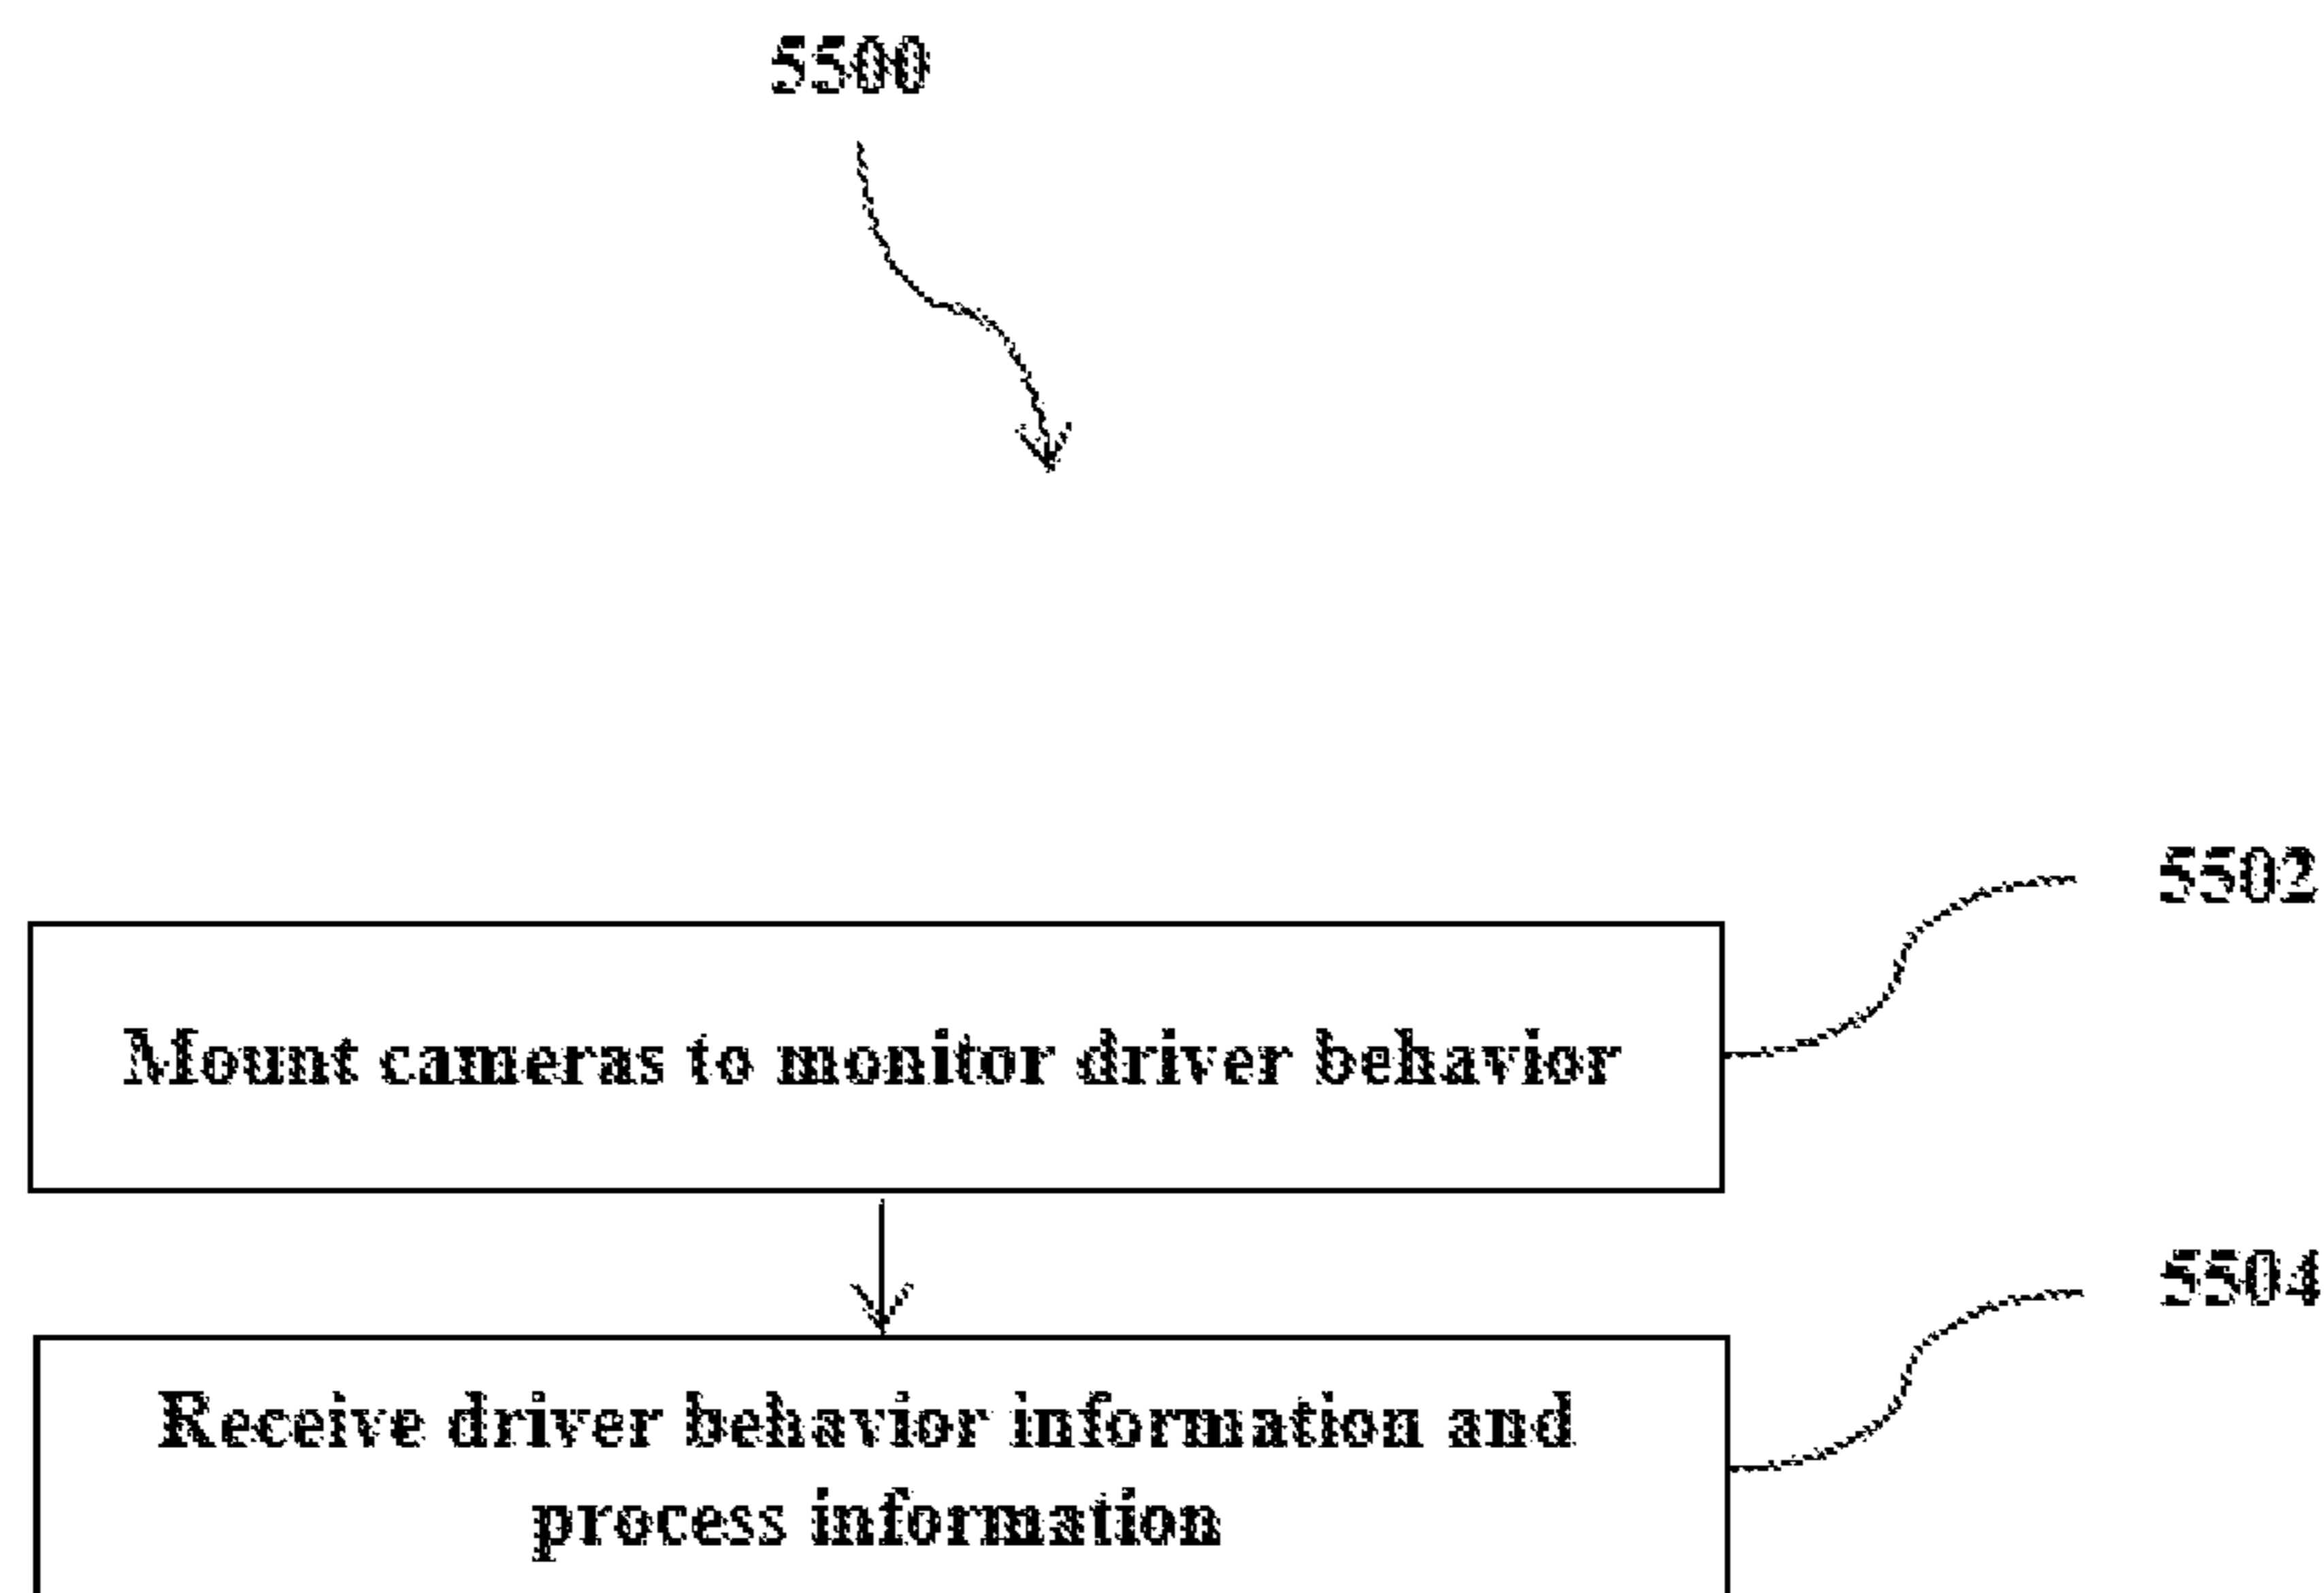 5500
5502
Mount cameras to monitor driver behavior
5504
Receive driver behavior information and
process information